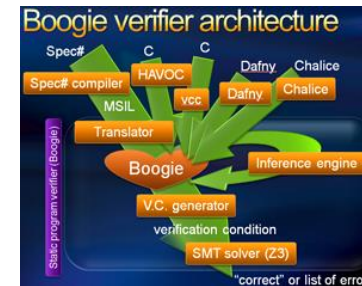 Boogie verifier architecture
Spec#
C
C
Dafny
Chalice
Spec# compiler
HAVOC
vcc
Dafny
Chalice
MSIL
Translator
Inference engine
Boogie
V.C. generator
verification condition
SMT solver (Z3)
"correct" or list of erro
Static program verifier (Boogie)